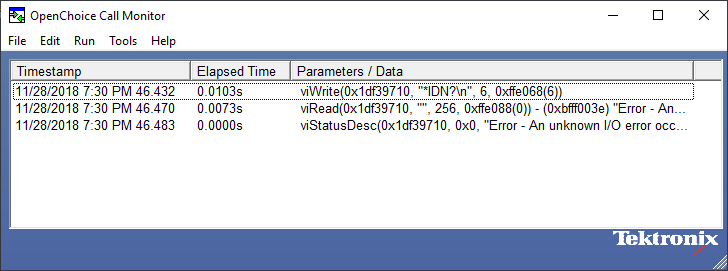 OpenChoice Call Monitor
File Edit Run Tools Help
Timestamp Elapsed Time Parameters / Data
11/28/2018 7:30 PM 46.432 0.0103s viWrite(0x1df39710, "*IDN?\n", 6, 0xffe068(6))
11/28/2018 7:30 PM 46.470 0.0073s viRead(0x1df39710, "", 256, 0xffe088(0)) - (0xbfff003e) "Error - An...
11/28/2018 7:30 PM 46.483 0.0000s viStatusDesc(0x1df39710, 0x0, "Error - An unknown I/O error occ...
Tektronix